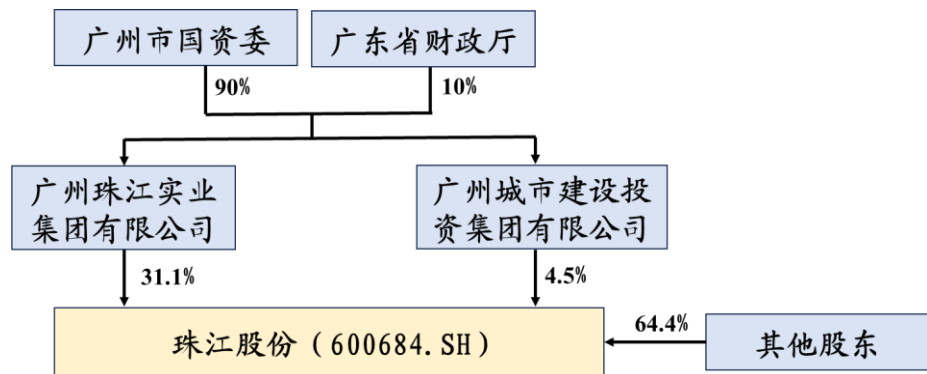 广州市国资委
广东省财政厅
90%
10%
广州珠江实业
集团有限公司
广州城市建设投
资集团有限公司
31.1%
4.5%
珠江股份（600684.SH）
64.4%
其他股东